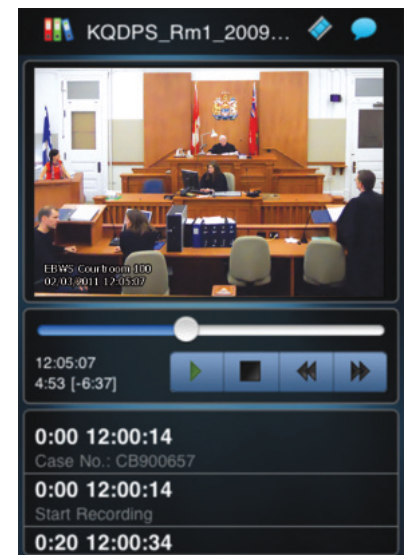 KQDPS_Rm1_2009...
EBWS Courtroom 100
02/03/2011 12:05:07
12:05:07
4:53 [-6:37]
0:00 12:00:14
Case No.: CB900657
0:00 12:00:14
Start Recording
0:20 12:00:34